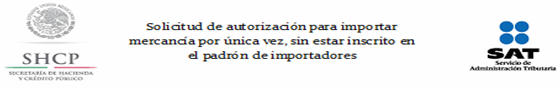 Solicitud de autorización para importar
mercancía por única vez, sin estar inscrito en
el padrón de importadores
SHCP
SECRETARÍA DE HACIENDA
Y CRÉDITO PÚBLICO
SAT
Servicio de
Administración Tributaria